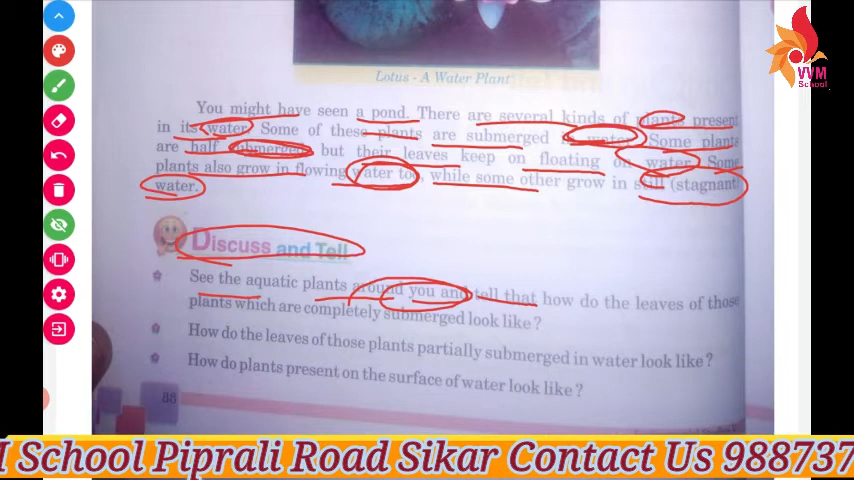 VVM
School
Lotus - A Water Plant
You might have seen a pond. There are several kinds of plants present
in its water. Some of these plants are submerged in water. Some plants
are half submerged but their leaves keep on floating on water. Some
plants also grow in flowing water too, while some other grow in still (stagnant)
water.
Discuss and Tell
See the aquatic plants around you and tell that how do the leaves of those
plants which are completely submerged look like?
How do the leaves of those plants partially submerged in water look like?
How do plants present on the surface of water look like?
88
School Piprali Road Sikar Contact Us 988737